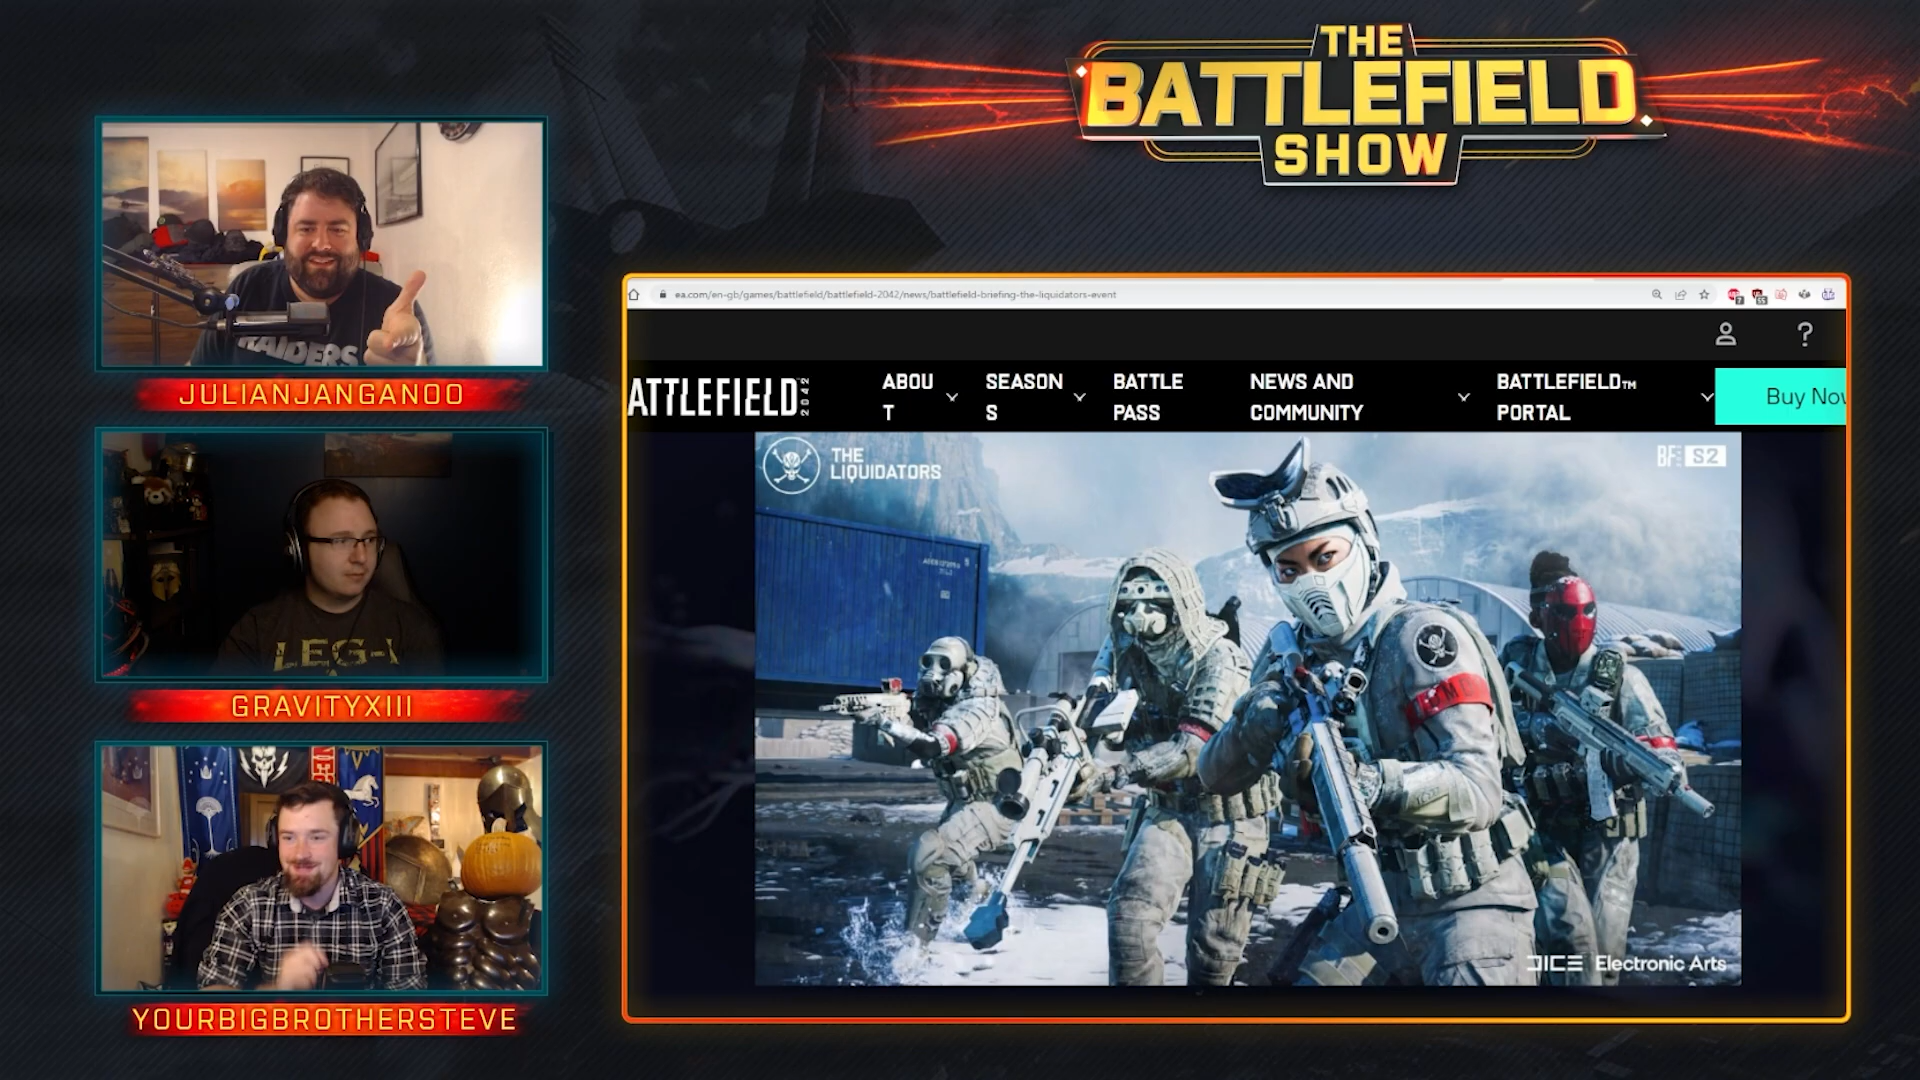 THE
BATTLEFIELD
SHOW
RAIDERS
JULIANJANGANOO
LEG-
GRAVITYXIII
YOURBIGBROTHERSTEVE
ea.com/en-gb/games/battlefield/battlefield-2042/news/battlefield-briefing-the-liquidators-event
?
ATTLEFIELD 2042
ABOU
T
SEASON
S
BATTLE
PASS
NEWS AND
COMMUNITY
BATTLEFIELD™
PORTAL
Buy Now
THE
LIQUIDATORS
BF S2
DICE Electronic Arts